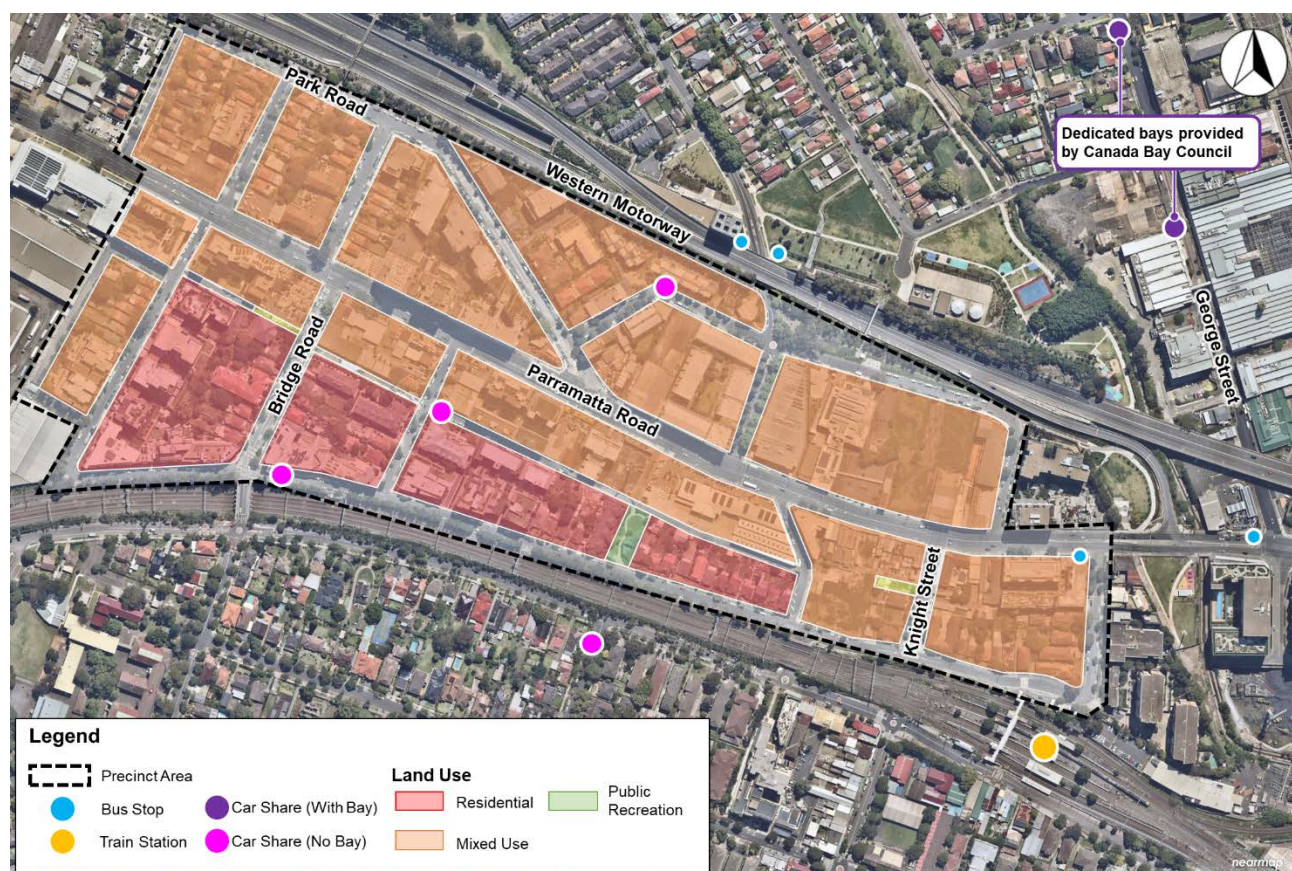 Park Road
Western Motorway
Dedicated bays provided
by Canada Bay Council
George Street
Bridge Road
Parramatta Road
Knight Street
Legend
Precinct Area
Bus Stop
Train Station
Car Share (With Bay)
Car Share (No Bay)
Land Use
Residential
Mixed Use
Public
Recreation
nearmap